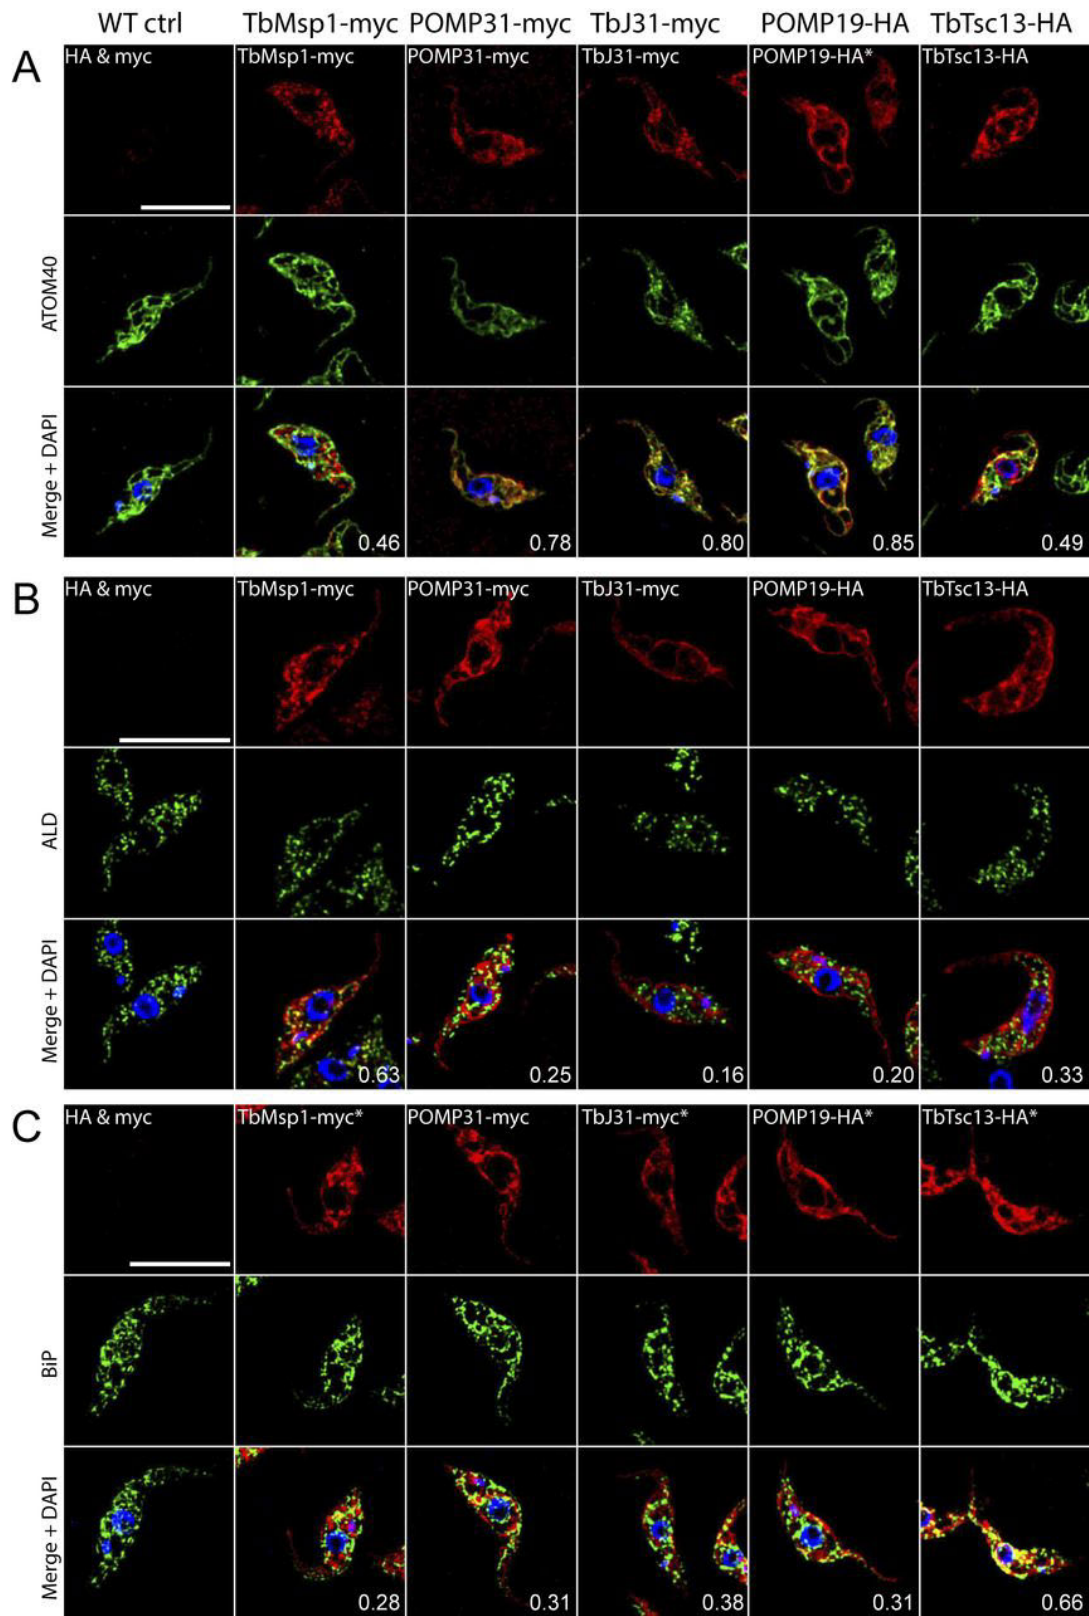 WT ctrl TbMsp1-myc POMP31-myc TbJ31-myc POMP19-HA TbTsc13-HA
A
HA & myc TbMsp1-myc POMP31-myc TbJ31-myc POMP19-HA* TbTsc13-HA
ATOM40
Merge + DAPI
0.46 0.78 0.80 0.85 0.49
B
HA & myc TbMsp1-myc POMP31-myc TbJ31-myc POMP19-HA TbTsc13-HA
ALD
Merge + DAPI
0.63 0.25 0.16 0.20 0.33
C
HA & myc TbMsp1-myc* POMP31-myc TbJ31-myc* POMP19-HA* TbTsc13-HA*
BiP
Merge + DAPI
0.28 0.31 0.38 0.31 0.66